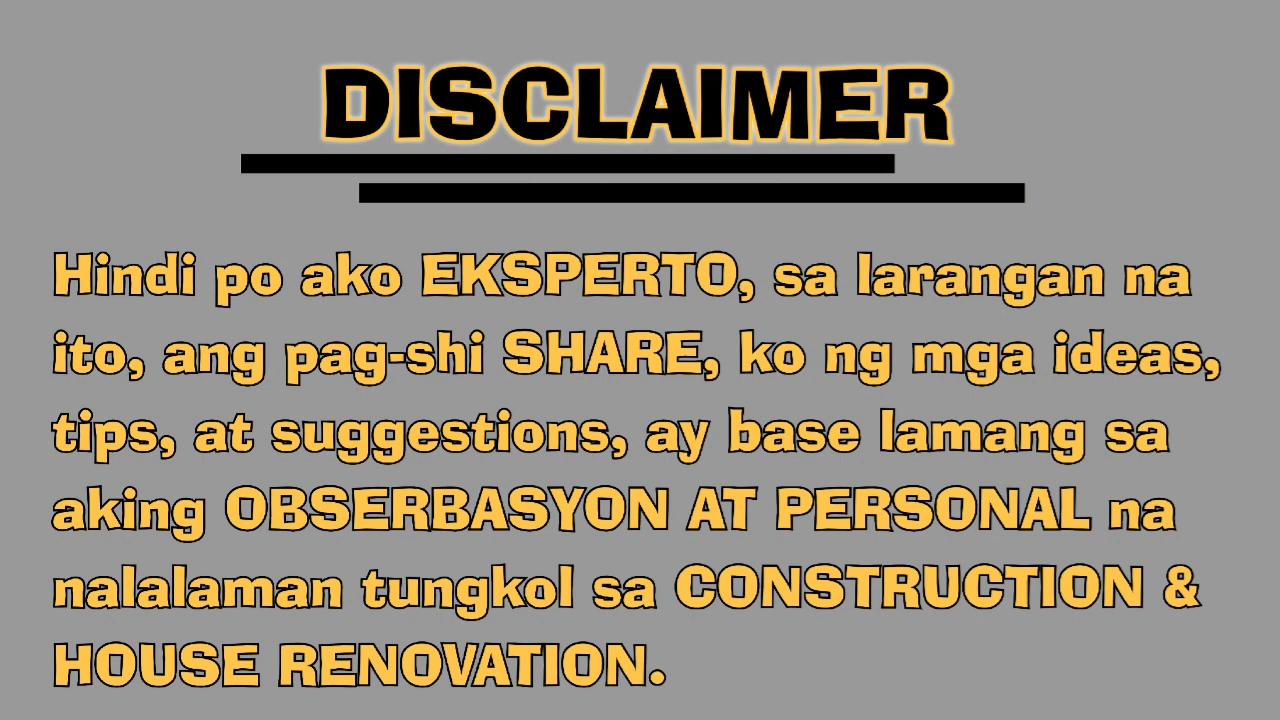 DISCLAIMER
Hindi po ako EKSPERTO, sa larangan na
ito, ang pag-shi SHARE, ko ng mga ideas,
tips, at suggestions, ay base lamang sa
aking OBSERBASYON AT PERSONAL na
nalalaman tungkol sa CONSTRUCTION &
HOUSE RENOVATION.